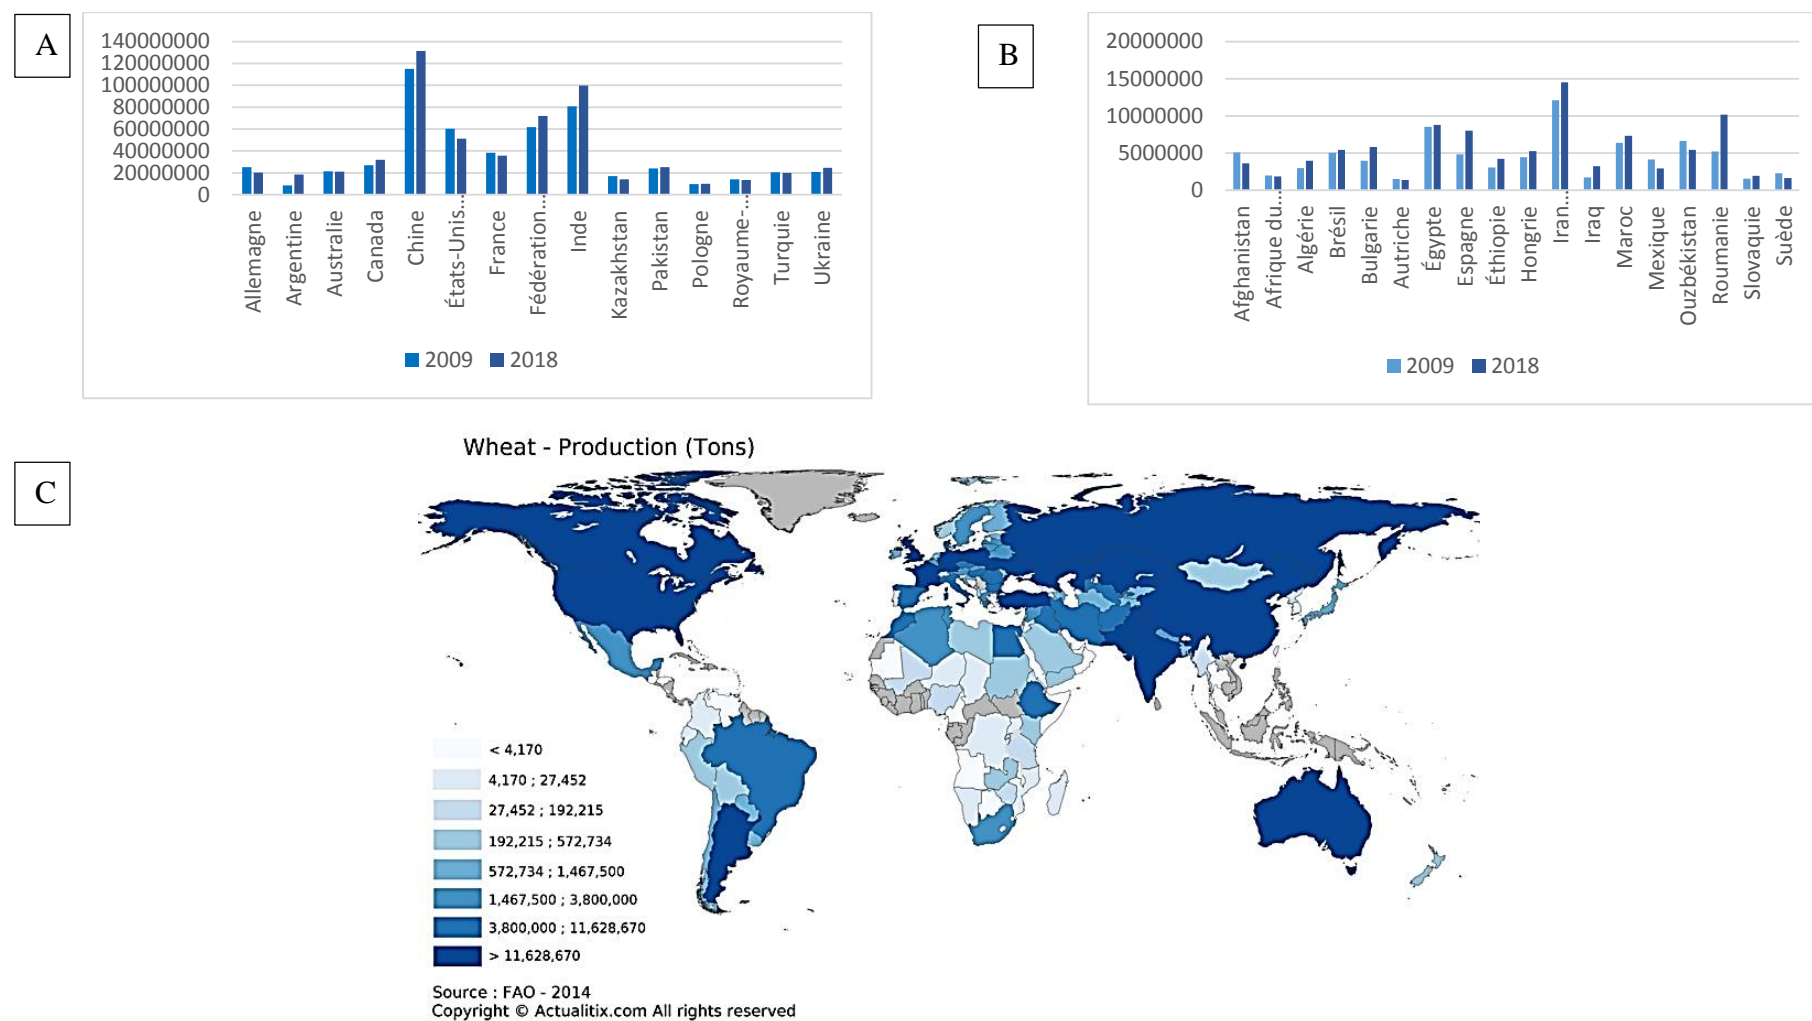 A
140000000
120000000
100000000
80000000
60000000
40000000
20000000
0
Allemagne
Argentine
Australie
Canada
Chine
États-Unis…
France
Fédération…
Inde
Kazakhstan
Pakistan
Pologne
Royaume-…
Turquie
Ukraine
2009 2018
B
20000000
15000000
10000000
5000000
0
Afghanistan
Afrique du…
Algérie
Brésil
Bulgarie
Autriche
Égypte
Espagne
Éthiopie
Hongrie
Iran…
Iraq
Maroc
Mexique
Ouzbékistan
Roumanie
Slovaquie
Suède
2009 2018
C
Wheat - Production (Tons)
< 4,170
4,170 ; 27,452
27,452 ; 192,215
192,215 ; 572,734
572,734 ; 1,467,500
1,467,500 ; 3,800,000
3,800,000 ; 11,628,670
> 11,628,670
Source : FAO - 2014
Copyright © Actualitix.com All rights reserved